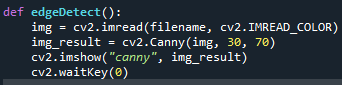 def edgeDetect():
    img = cv2.imread(filename, cv2.IMREAD_COLOR)
    img_result = cv2.Canny(img, 30, 70)
    cv2.imshow("canny", img_result)
    cv2.waitKey(0)